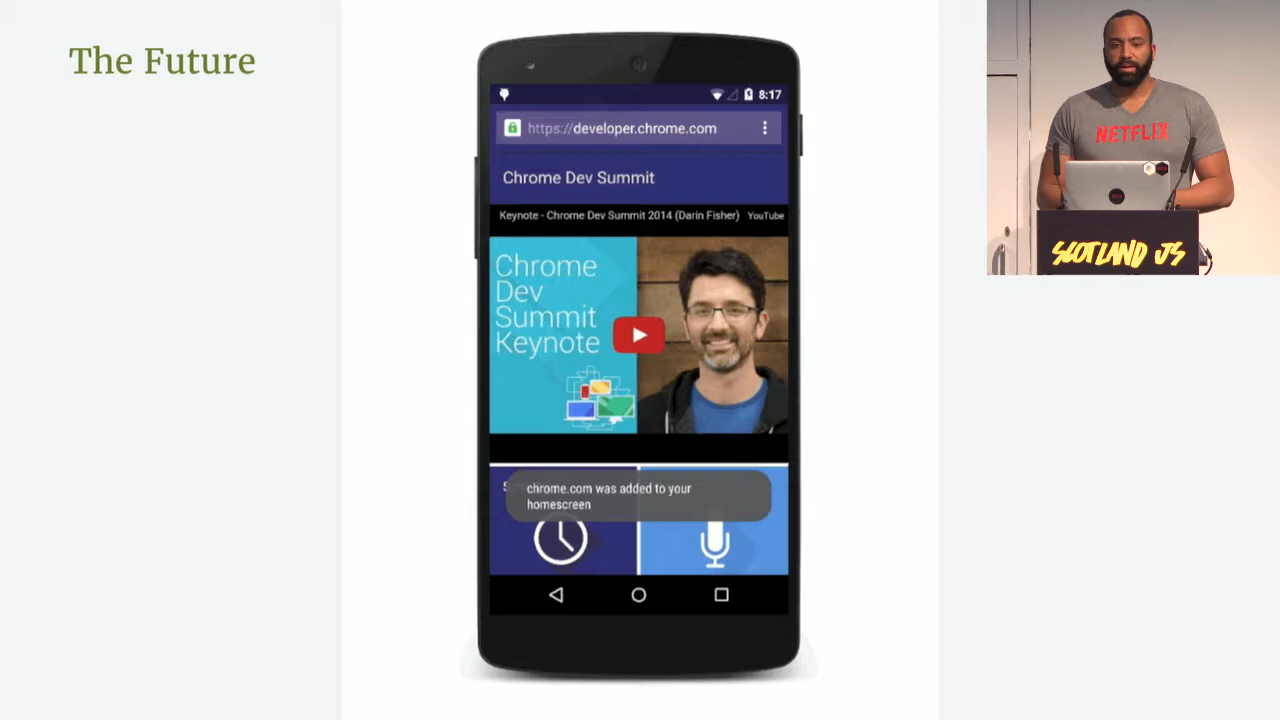 The Future
8:17
https://developer.chrome.com
Chrome Dev Summit
Keynote - Chrome Dev Summit 2014 (Darin Fisher) YouTube
Chrome
Dev
Summit
Keynote
chrome.com was added to your
homescreen
NETFLIX
SCOTLAND JS